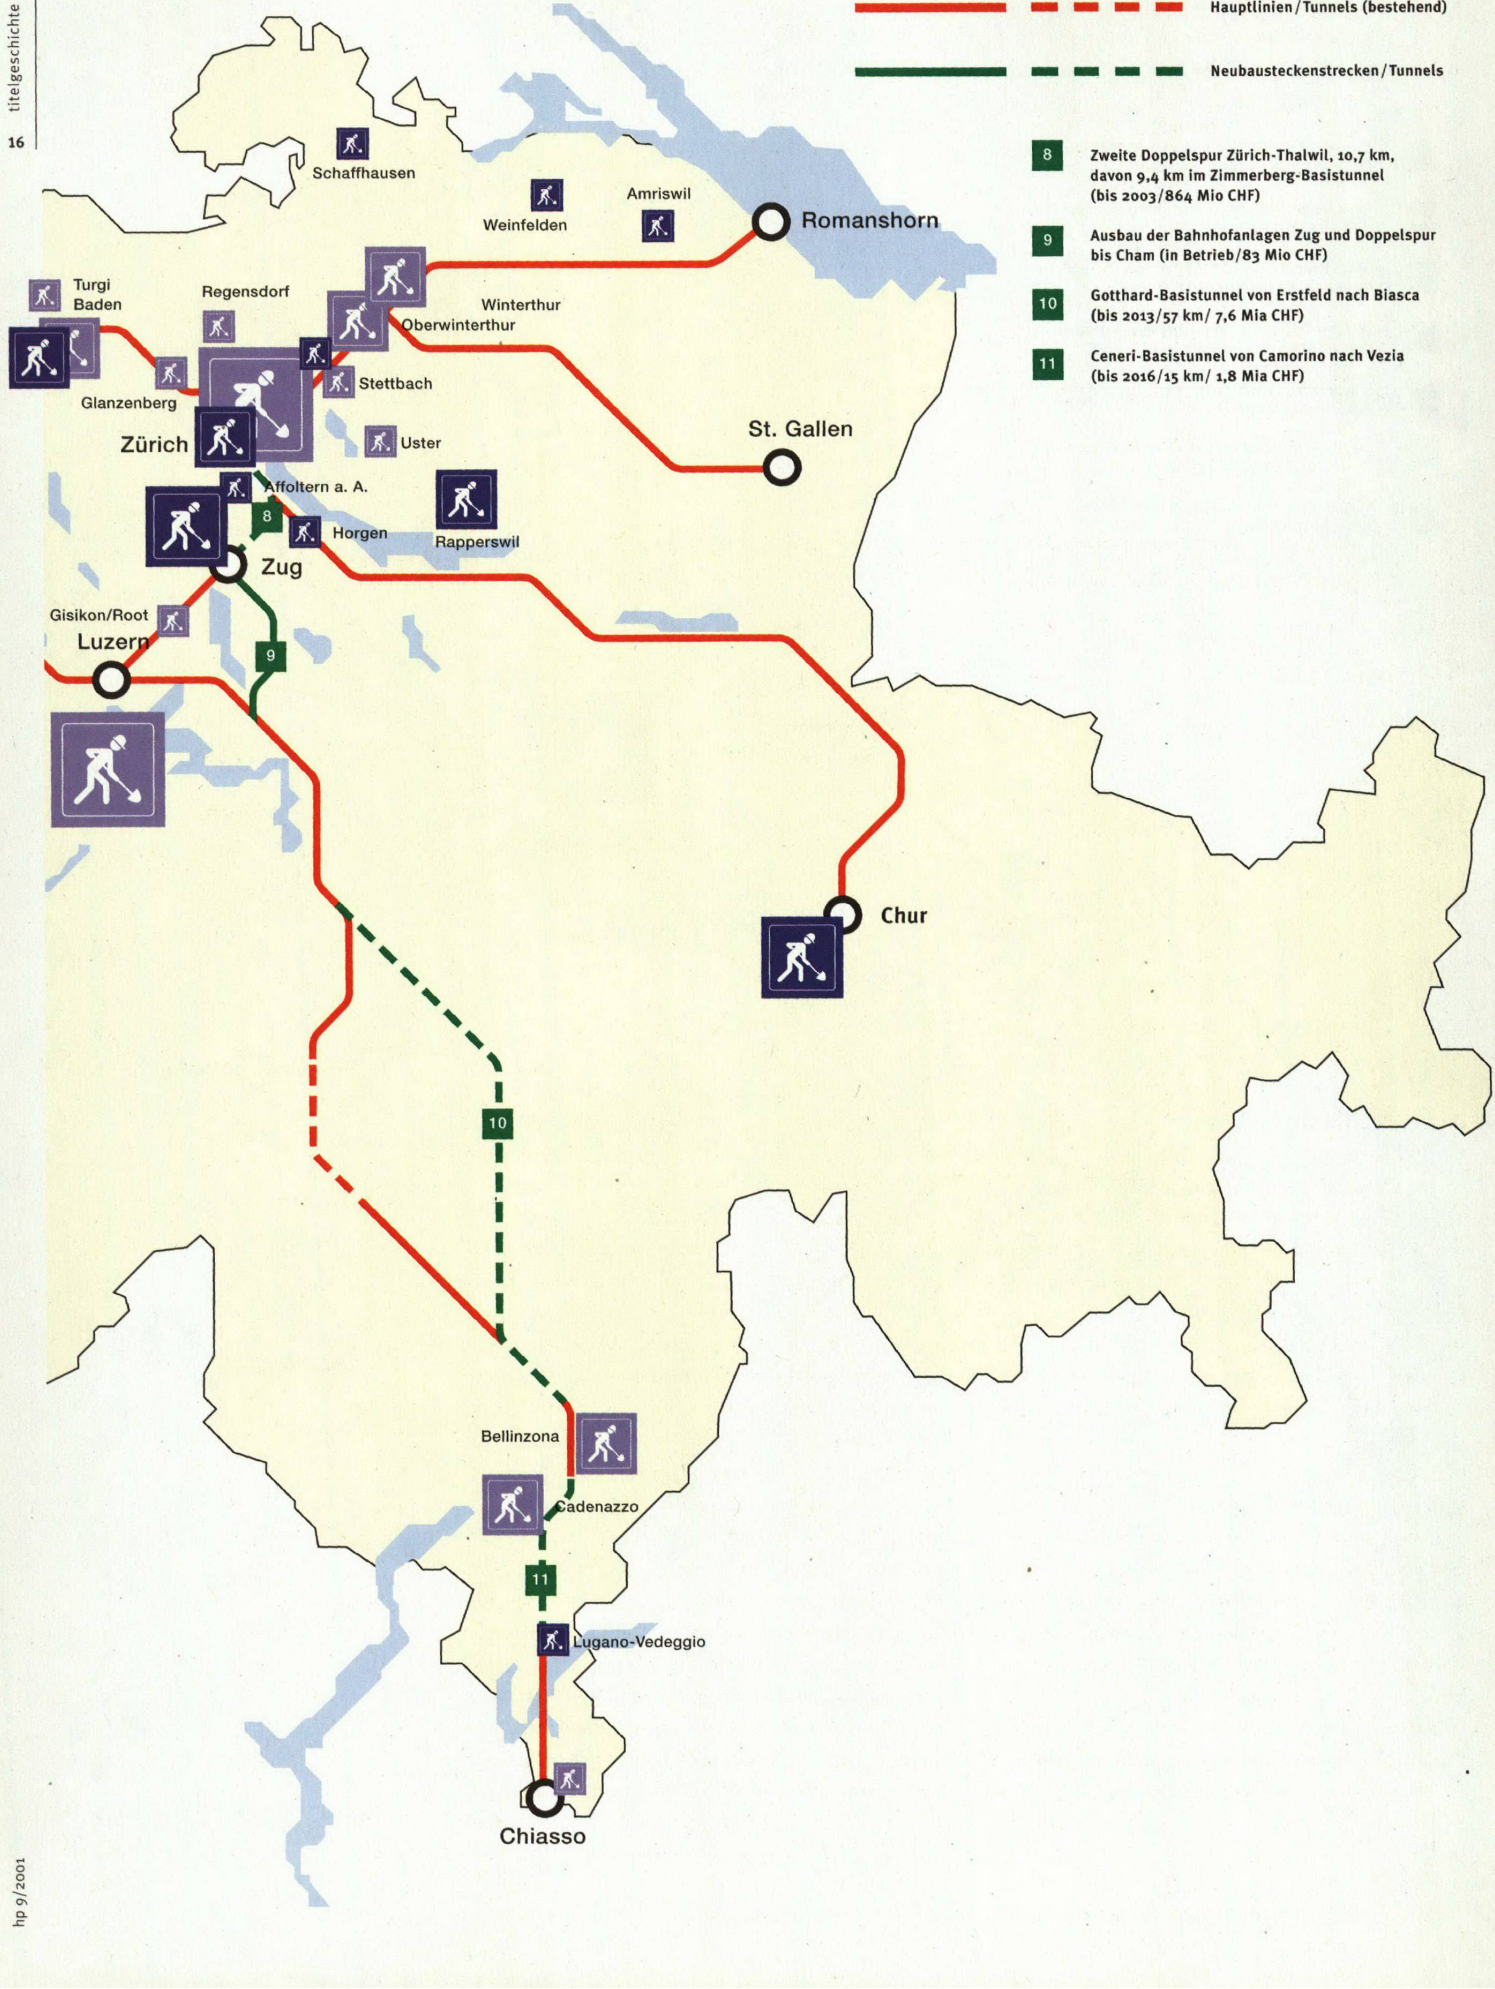 titelgeschichte
16
Hauptlinien/Tunnels (bestehend)
Neubausteckenstrecken/Tunnels
8
Zweite Doppelspur Zürich-Thalwil, 10,7 km,
davon 9,4 km im Zimmerberg-Basistunnel
(bis 2003/864 Mio CHF)
9
Ausbau der Bahnhofanlagen Zug und Doppelspur
bis Cham (in Betrieb/83 Mio CHF)
10
Gotthard-Basistunnel von Erstfeld nach Biasca
(bis 2013/57 km/ 7,6 Mia CHF)
11
Ceneri-Basistunnel von Camorino nach Vezia
(bis 2016/15 km/ 1,8 Mia CHF)
Schaffhausen
Weinfelden
Amriswil
Romanshorn
Turgi
Baden
Regensdorf
Winterthur
Oberwinterthur
Stettbach
Glanzenberg
Zürich
Uster
St. Gallen
Affoltern a. A.
8
Horgen
Rapperswil
Zug
Gisikon/Root
Luzern
9
Chur
10
Bellinzona
Cadenazzo
11
Lugano-Vedeggio
Chiasso
hp 9/2001